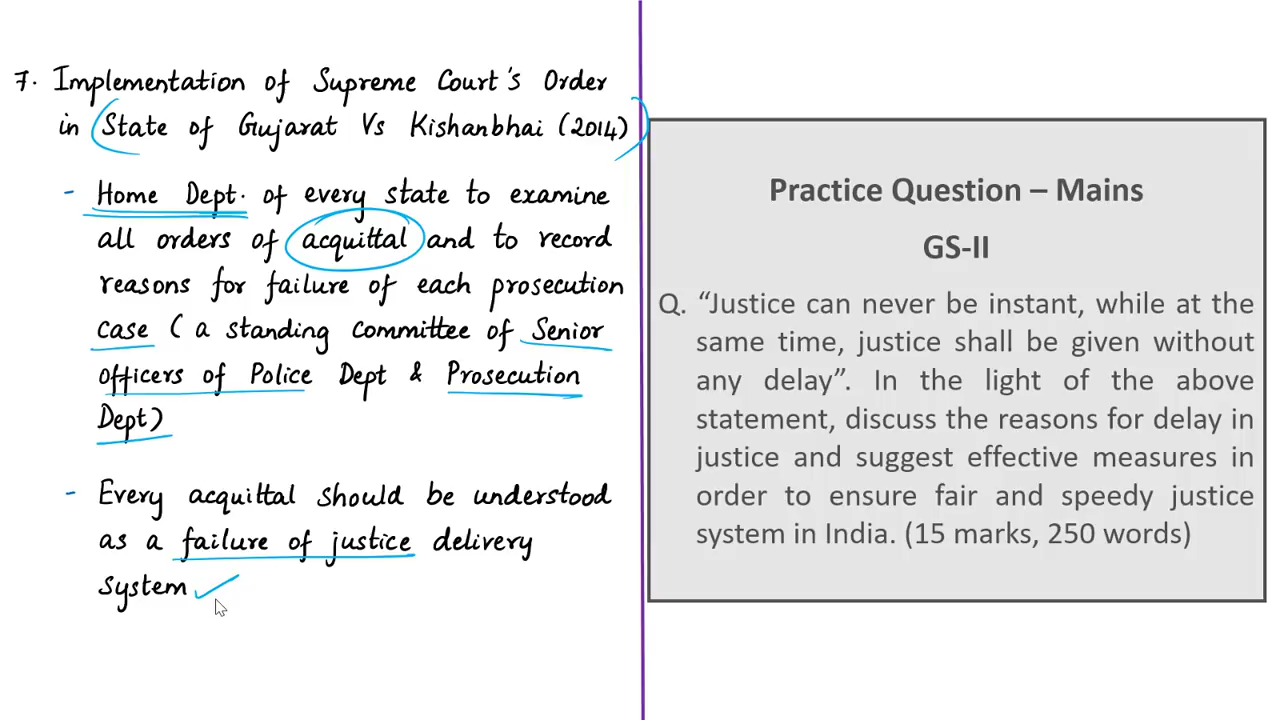 7. Implementation of Supreme Court's Order
in (State of Gujarat Vs Kishanbhai (2014))
- Home Dept. of every state to examine
all orders of acquittal and to record
reasons for failure of each prosecution
case (a standing committee of Senior
officers of Police Dept & Prosecution
Dept)
- Every acquittal should be understood
as a failure of justice delivery
system
Practice Question – Mains
GS-II
Q. “Justice can never be instant, while at the
same time, justice shall be given without
any delay”. In the light of the above
statement, discuss the reasons for delay in
justice and suggest effective measures in
order to ensure fair and speedy justice
system in India. (15 marks, 250 words)